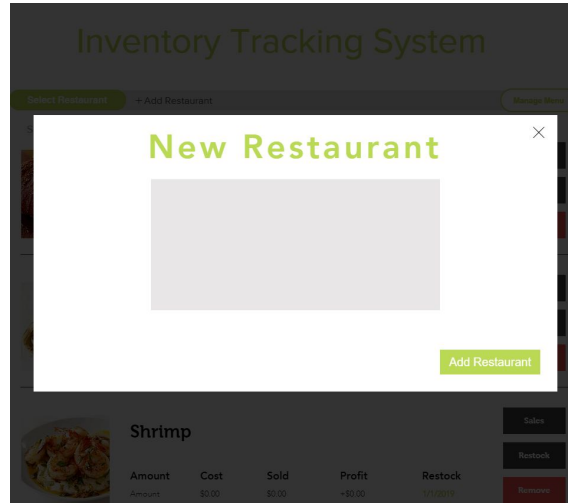 Inventory Tracking System
Select Restaurant + Add Restaurant Manage Menu
New Restaurant
Add Restaurant
Shrimp
Sales
Restock
Amount Cost Sold Profit Restock
Amount $0.00 $0.00 +$0.00
Remove